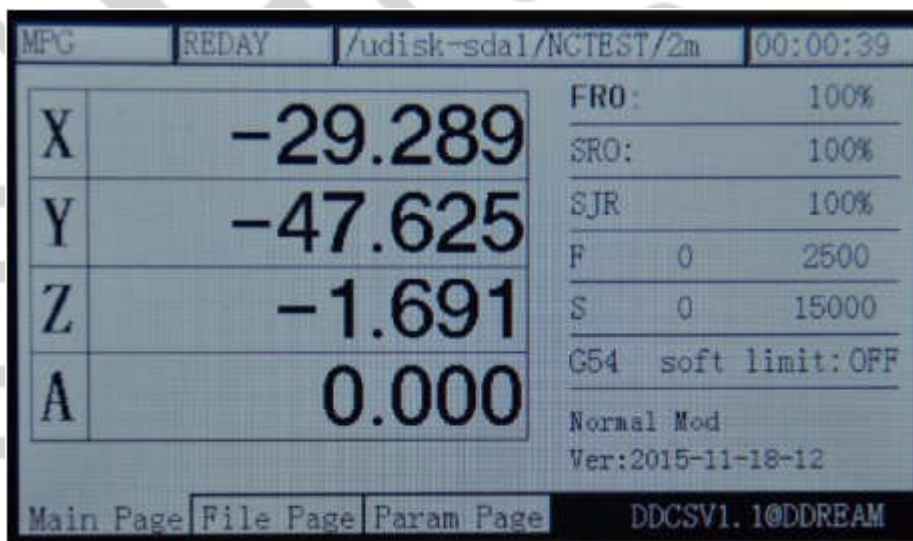 MPG REDAY /udisk-sda1/NCTEST/2m 00:00:39
X -29.289
Y -47.625
Z -1.691
A 0.000
FRO: 100%
SRO: 100%
SJR 100%
F 0 2500
S 0 15000
G54 soft limit:OFF
Normal Mod
Ver:2015-11-18-12
Main Page File Page Param Page DDCSV1.1@DDREAM